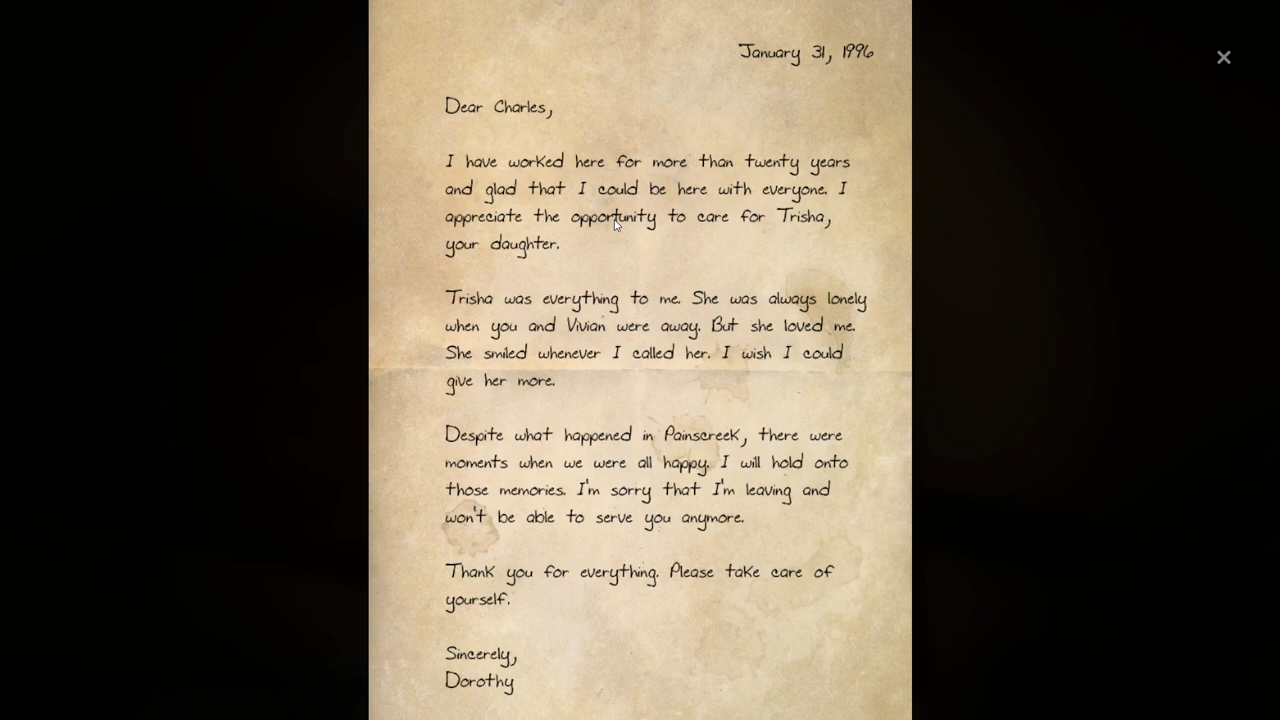 January 31, 1996
Dear Charles,
I have worked here for more than twenty years
and glad that I could be here with everyone. I
appreciate the opportunity to care for Trisha,
your daughter.
Trisha was everything to me. She was always lonely
when you and Vivian were away. But she loved me.
She smiled whenever I called her. I wish I could
give her more.
Despite what happened in Painscreek, there were
moments when we were all happy. I will hold onto
those memories. I'm sorry that I'm leaving and
won't be able to serve you anymore.
Thank you for everything. Please take care of
yourself.
Sincerely,
Dorothy